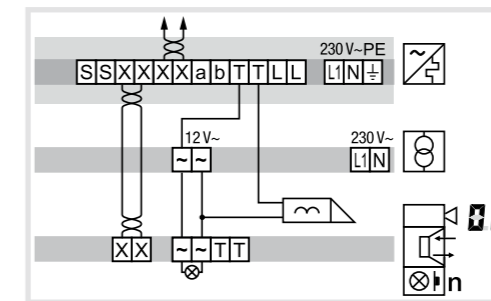 230 V~ PE
S S X X X X a b T T L L L1 N
12 V~ 230 V~
~ ~ L1 N
X X ~ ~ T T
n